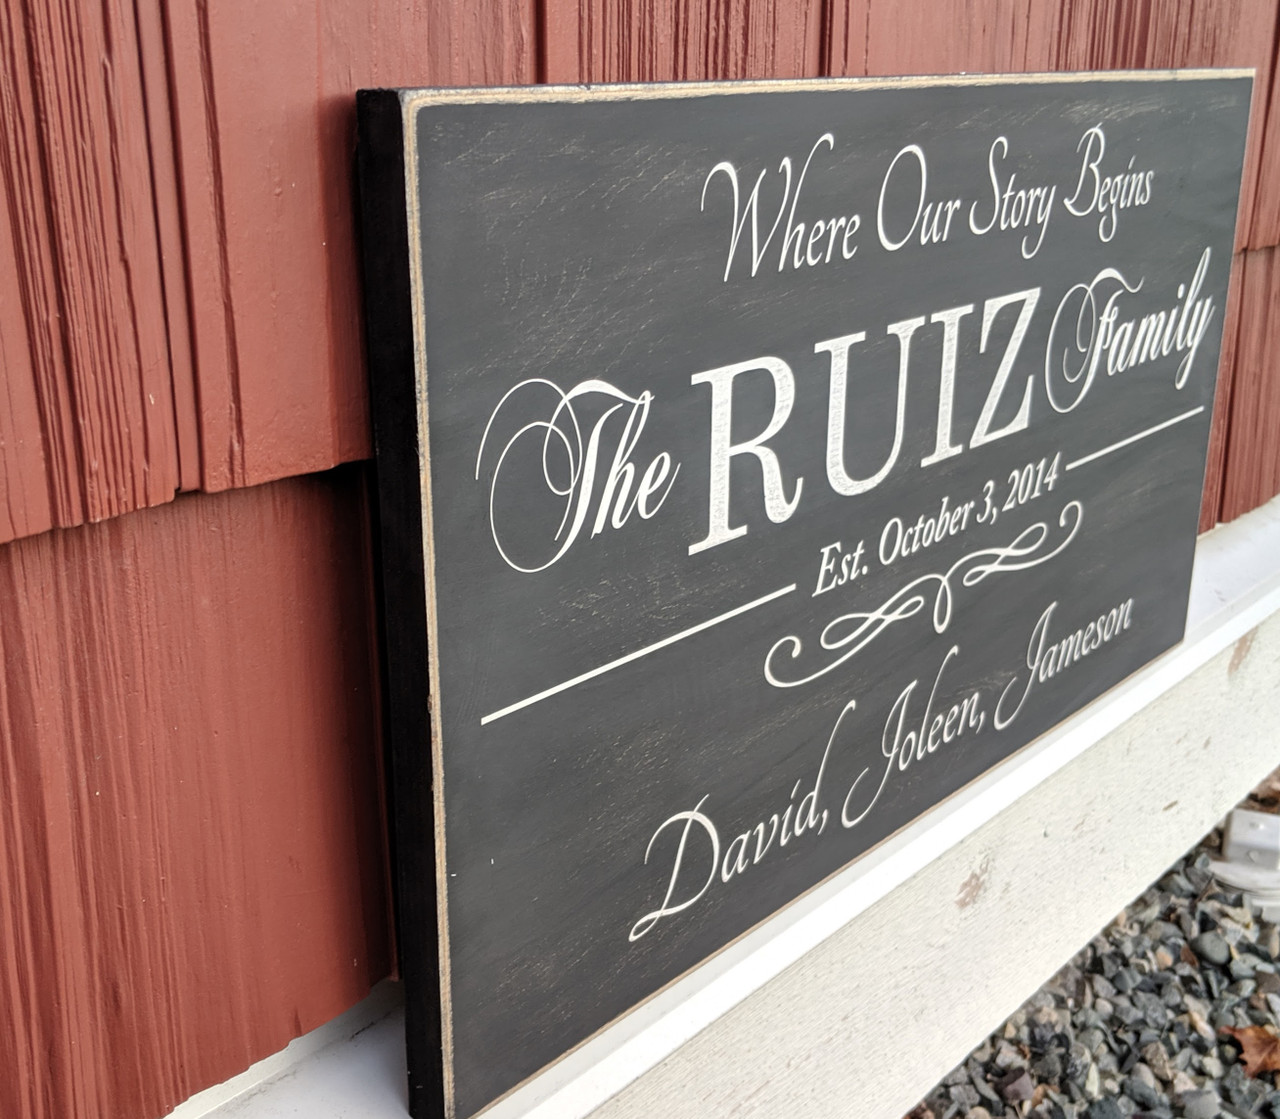 Where Our Story Begins
The RUIZ Family
Est. October 3, 2014
David, Joleen, Jameson